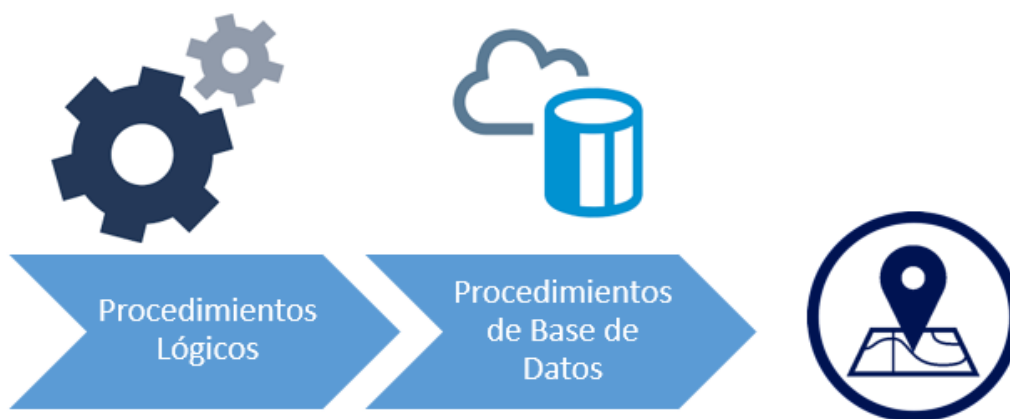 Procedimientos
Lógicos
Procedimientos
de Base de
Datos